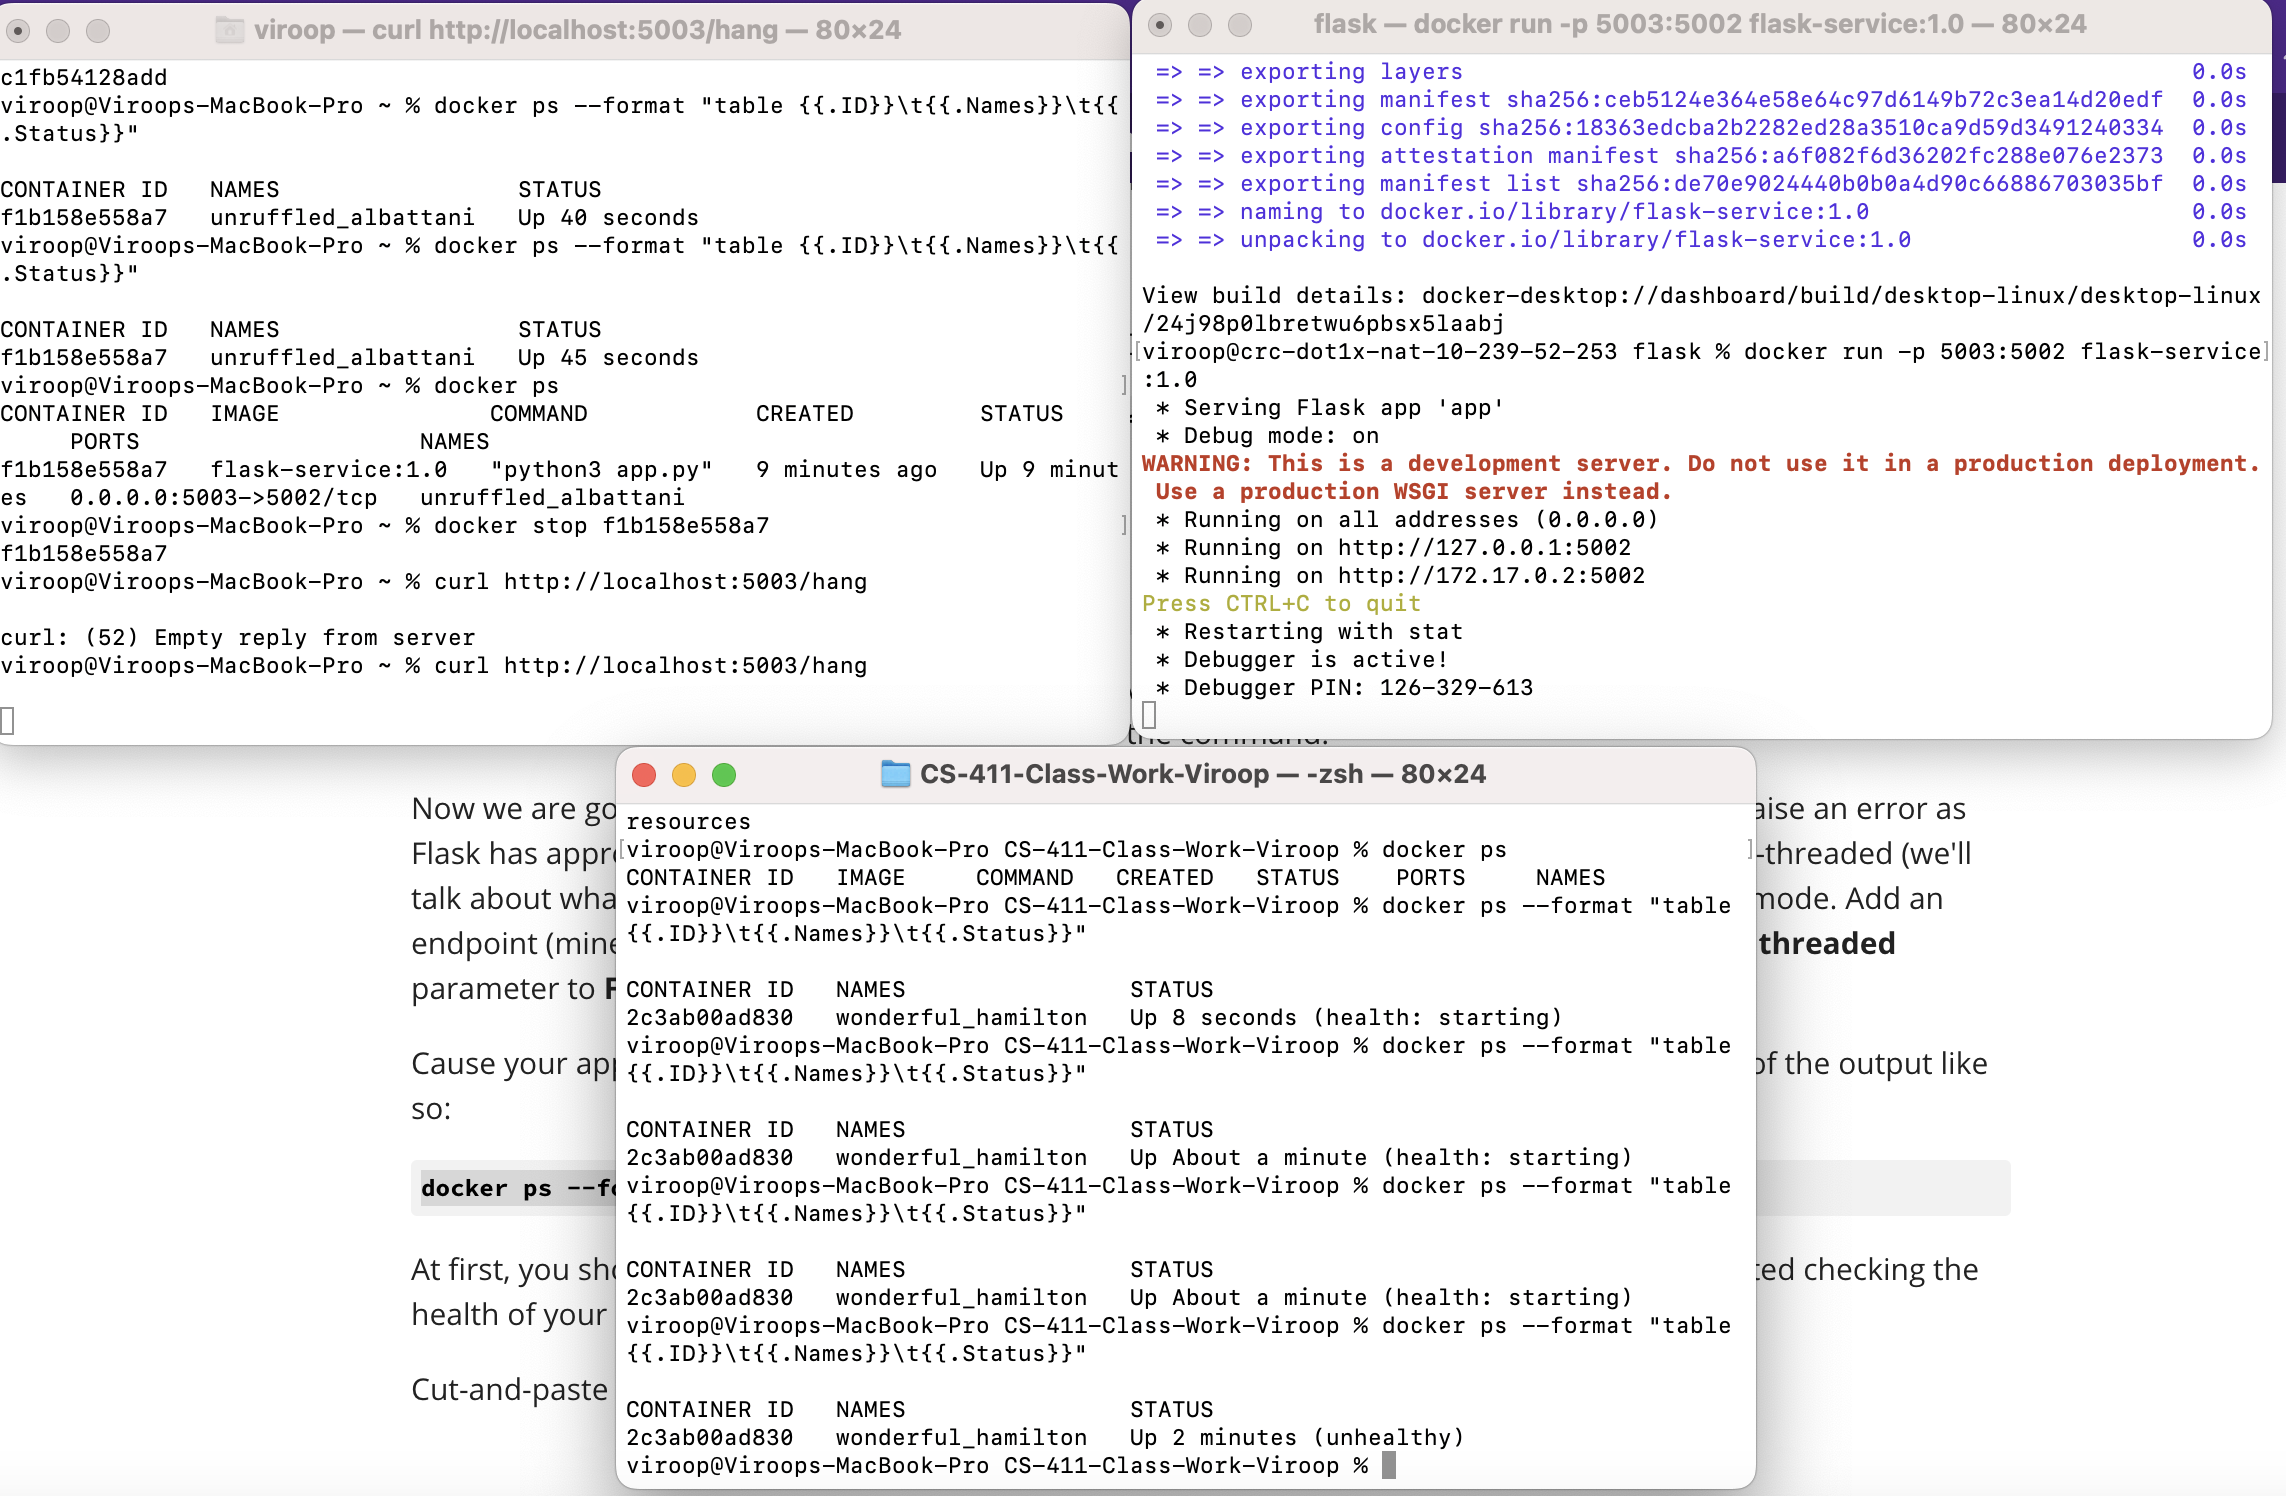 viroop — curl http://localhost:5003/hang — 80×24
c1fb54128add
viroop@Viroops-MacBook-Pro ~ % docker ps --format "table {{.ID}}\t{{.Names}}\t{{
.Status}}"
CONTAINER ID   NAMES                 STATUS
f1b158e558a7   unruffled_albattani   Up 40 seconds
viroop@Viroops-MacBook-Pro ~ % docker ps --format "table {{.ID}}\t{{.Names}}\t{{
.Status}}"
CONTAINER ID   NAMES                 STATUS
f1b158e558a7   unruffled_albattani   Up 45 seconds
viroop@Viroops-MacBook-Pro ~ % docker ps
CONTAINER ID   IMAGE               COMMAND            CREATED         STATUS
     PORTS                    NAMES
f1b158e558a7   flask-service:1.0   "python3 app.py"   9 minutes ago   Up 9 minut
es   0.0.0.0:5003->5002/tcp   unruffled_albattani
viroop@Viroops-MacBook-Pro ~ % docker stop f1b158e558a7
f1b158e558a7
viroop@Viroops-MacBook-Pro ~ % curl http://localhost:5003/hang
curl: (52) Empty reply from server
viroop@Viroops-MacBook-Pro ~ % curl http://localhost:5003/hang
flask — docker run -p 5003:5002 flask-service:1.0 — 80×24
=> => exporting layers 0.0s
=> => exporting manifest sha256:ceb5124e364e58e64c97d6149b72c3ea14d20edf 0.0s
=> => exporting config sha256:18363edcba2b2282ed28a3510ca9d59d3491240334 0.0s
=> => exporting attestation manifest sha256:a6f082f6d36202fc288e076e2373 0.0s
=> => exporting manifest list sha256:de70e9024440b0b0a4d90c66886703035bf 0.0s
=> => naming to docker.io/library/flask-service:1.0 0.0s
=> => unpacking to docker.io/library/flask-service:1.0 0.0s
View build details: docker-desktop://dashboard/build/desktop-linux/desktop-linux
/24j98p0lbretwu6pbsx5laabj
viroop@crc-dot1x-nat-10-239-52-253 flask % docker run -p 5003:5002 flask-service
:1.0
* Serving Flask app 'app'
* Debug mode: on
WARNING: This is a development server. Do not use it in a production deployment.
Use a production WSGI server instead.
* Running on all addresses (0.0.0.0)
* Running on http://127.0.0.1:5002
* Running on http://172.17.0.2:5002
Press CTRL+C to quit
* Restarting with stat
* Debugger is active!
* Debugger PIN: 126-329-613
the command.
CS-411-Class-Work-Viroop — -zsh — 80×24
resources
viroop@Viroops-MacBook-Pro CS-411-Class-Work-Viroop % docker ps
CONTAINER ID   IMAGE     COMMAND   CREATED   STATUS    PORTS     NAMES
viroop@Viroops-MacBook-Pro CS-411-Class-Work-Viroop % docker ps --format "table
{{.ID}}\t{{.Names}}\t{{.Status}}"
CONTAINER ID   NAMES                STATUS
2c3ab00ad830   wonderful_hamilton   Up 8 seconds (health: starting)
viroop@Viroops-MacBook-Pro CS-411-Class-Work-Viroop % docker ps --format "table
{{.ID}}\t{{.Names}}\t{{.Status}}"
CONTAINER ID   NAMES                STATUS
2c3ab00ad830   wonderful_hamilton   Up About a minute (health: starting)
viroop@Viroops-MacBook-Pro CS-411-Class-Work-Viroop % docker ps --format "table
{{.ID}}\t{{.Names}}\t{{.Status}}"
CONTAINER ID   NAMES                STATUS
2c3ab00ad830   wonderful_hamilton   Up About a minute (health: starting)
viroop@Viroops-MacBook-Pro CS-411-Class-Work-Viroop % docker ps --format "table
{{.ID}}\t{{.Names}}\t{{.Status}}"
CONTAINER ID   NAMES                STATUS
2c3ab00ad830   wonderful_hamilton   Up 2 minutes (unhealthy)
viroop@Viroops-MacBook-Pro CS-411-Class-Work-Viroop %
Now we are go aise an error as
Flask has appr -threaded (we'll
talk about wha mode. Add an
endpoint (mine threaded
parameter to F
Cause your app of the output like
so:
docker ps --fo
At first, you sho ted checking the
health of your
Cut-and-paste